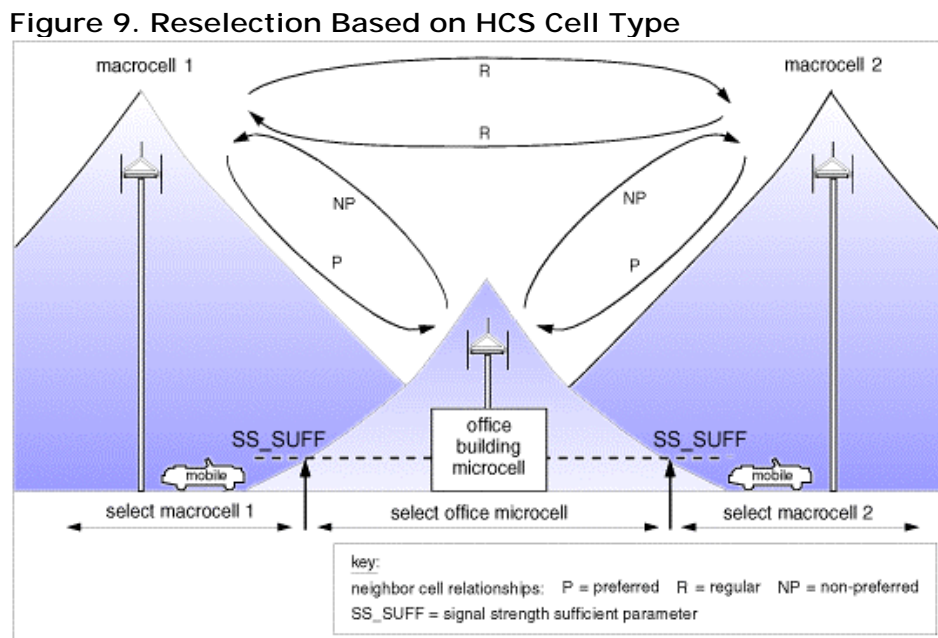 Figure 9. Reselection Based on HCS Cell Type
macrocell 1
macrocell 2
R
R
NP
NP
P
P
office
building
microcell
SS_SUFF
SS_SUFF
mobile
mobile
select macrocell 1
select office microcell
select macrocell 2
key:
neighbor cell relationships: P = preferred R = regular NP = non-preferred
SS_SUFF = signal strength sufficient parameter